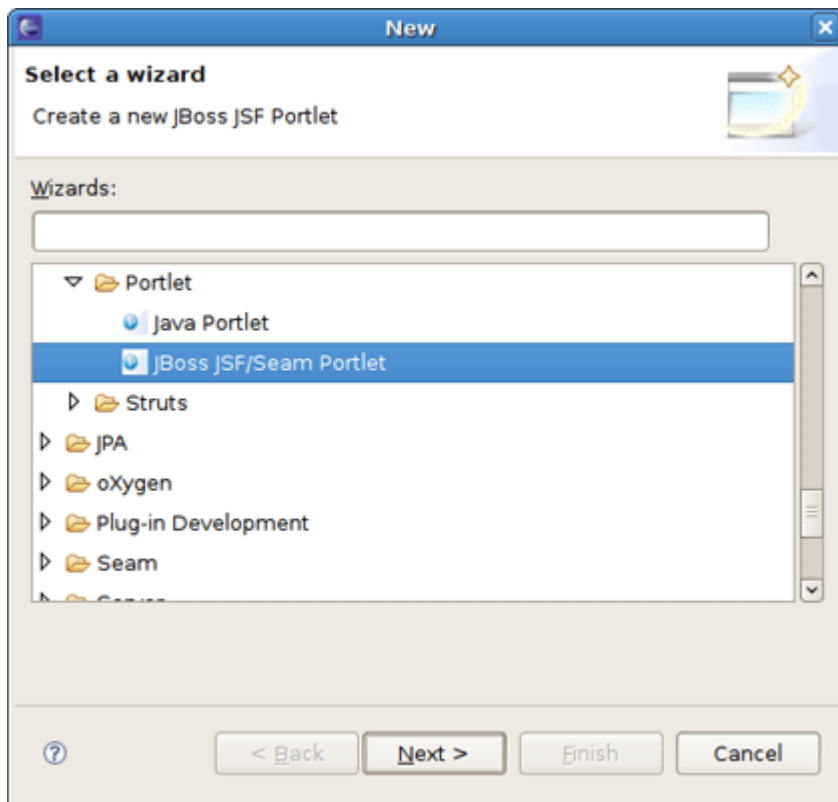 New
Select a wizard
Create a new JBoss JSF Portlet
Wizards:
Portlet
Java Portlet
JBoss JSF/Seam Portlet
Struts
JPA
oXygen
Plug-in Development
Seam
< Back Next > Finish Cancel